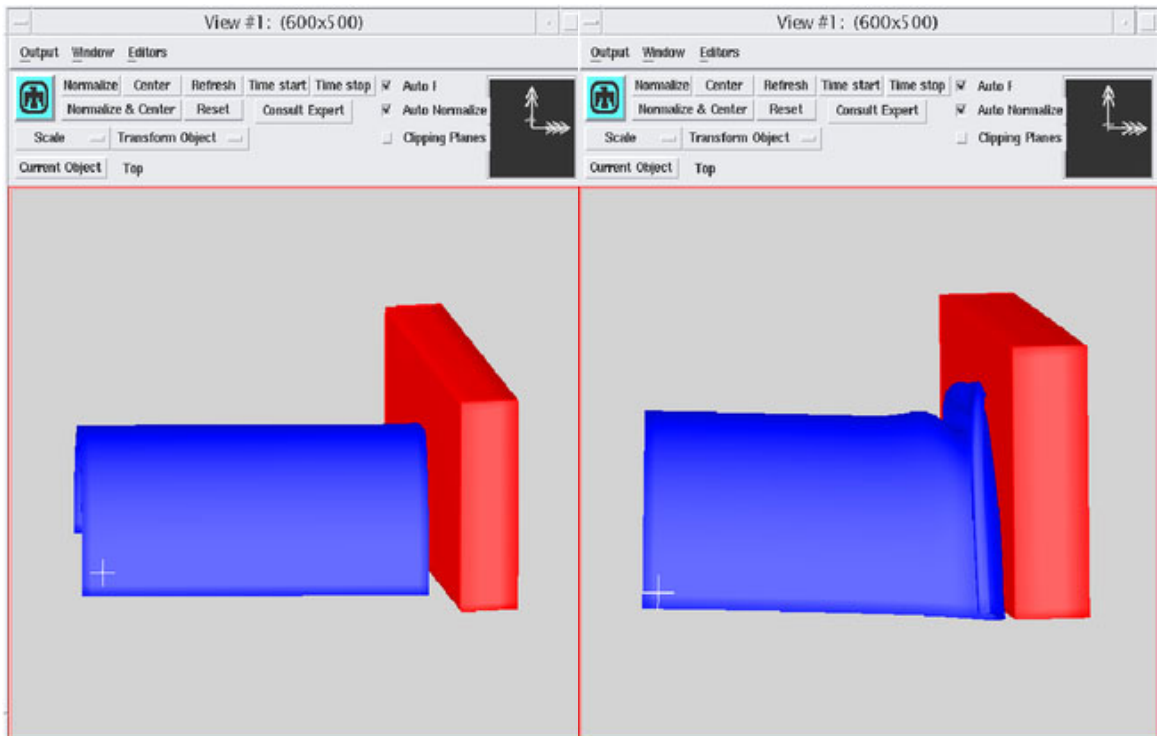 View #1: (600x500)
Output Window Editors
Normalize Center Refresh Time start Time stop Auto F
Normalize & Center Reset Consult Expert Auto Normalize
Scale Transform Object Clipping Planes
Current Object Top
View #1: (600x500)
Output Window Editors
Normalize Center Refresh Time start Time stop Auto F
Normalize & Center Reset Consult Expert Auto Normalize
Scale Transform Object Clipping Planes
Current Object Top